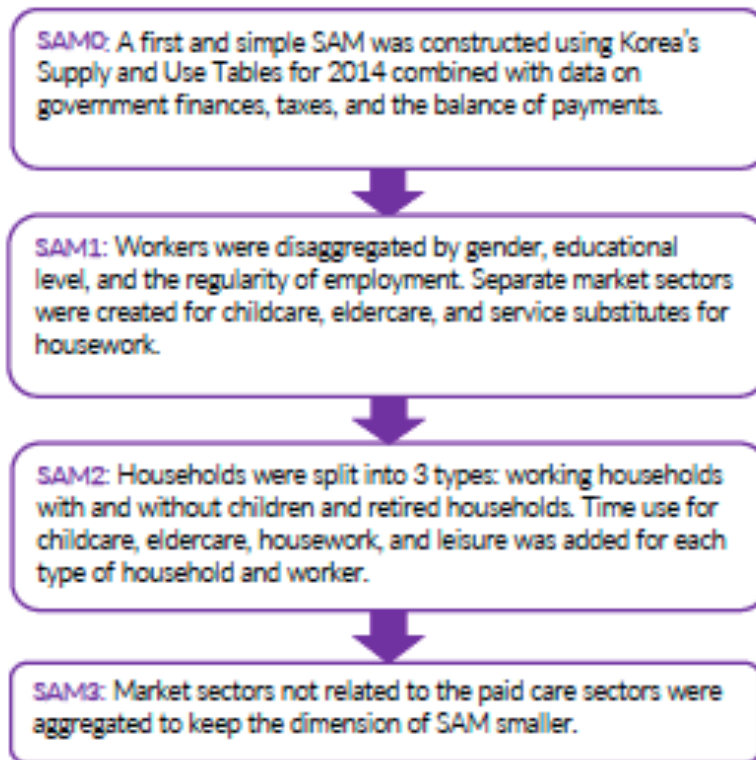 SAM0: A first and simple SAM was constructed using Korea's
Supply and Use Tables for 2014 combined with data on
government finances, taxes, and the balance of payments.
SAM1: Workers were disaggregated by gender, educational
level, and the regularity of employment. Separate market sectors
were created for childcare, eldercare, and service substitutes for
housework.
SAM2: Households were split into 3 types: working households
with and without children and retired households. Time use for
childcare, eldercare, housework, and leisure was added for each
type of household and worker.
SAM3: Market sectors not related to the paid care sectors were
aggregated to keep the dimension of SAM smaller.